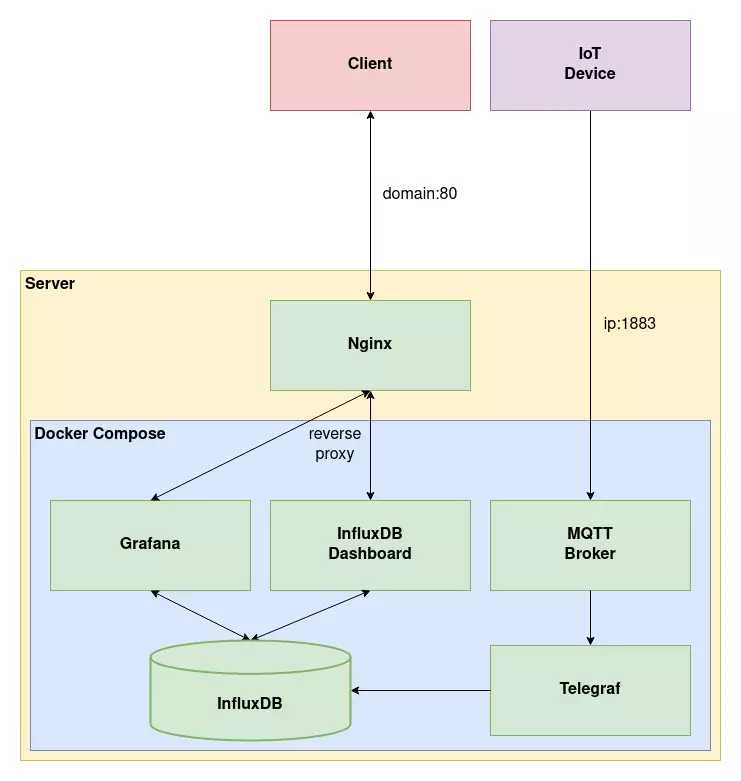 Client
IoT
Device
domain:80
Server
ip:1883
Nginx
Docker Compose
reverse
proxy
Grafana
InfluxDB
Dashboard
MQTT
Broker
InfluxDB
Telegraf